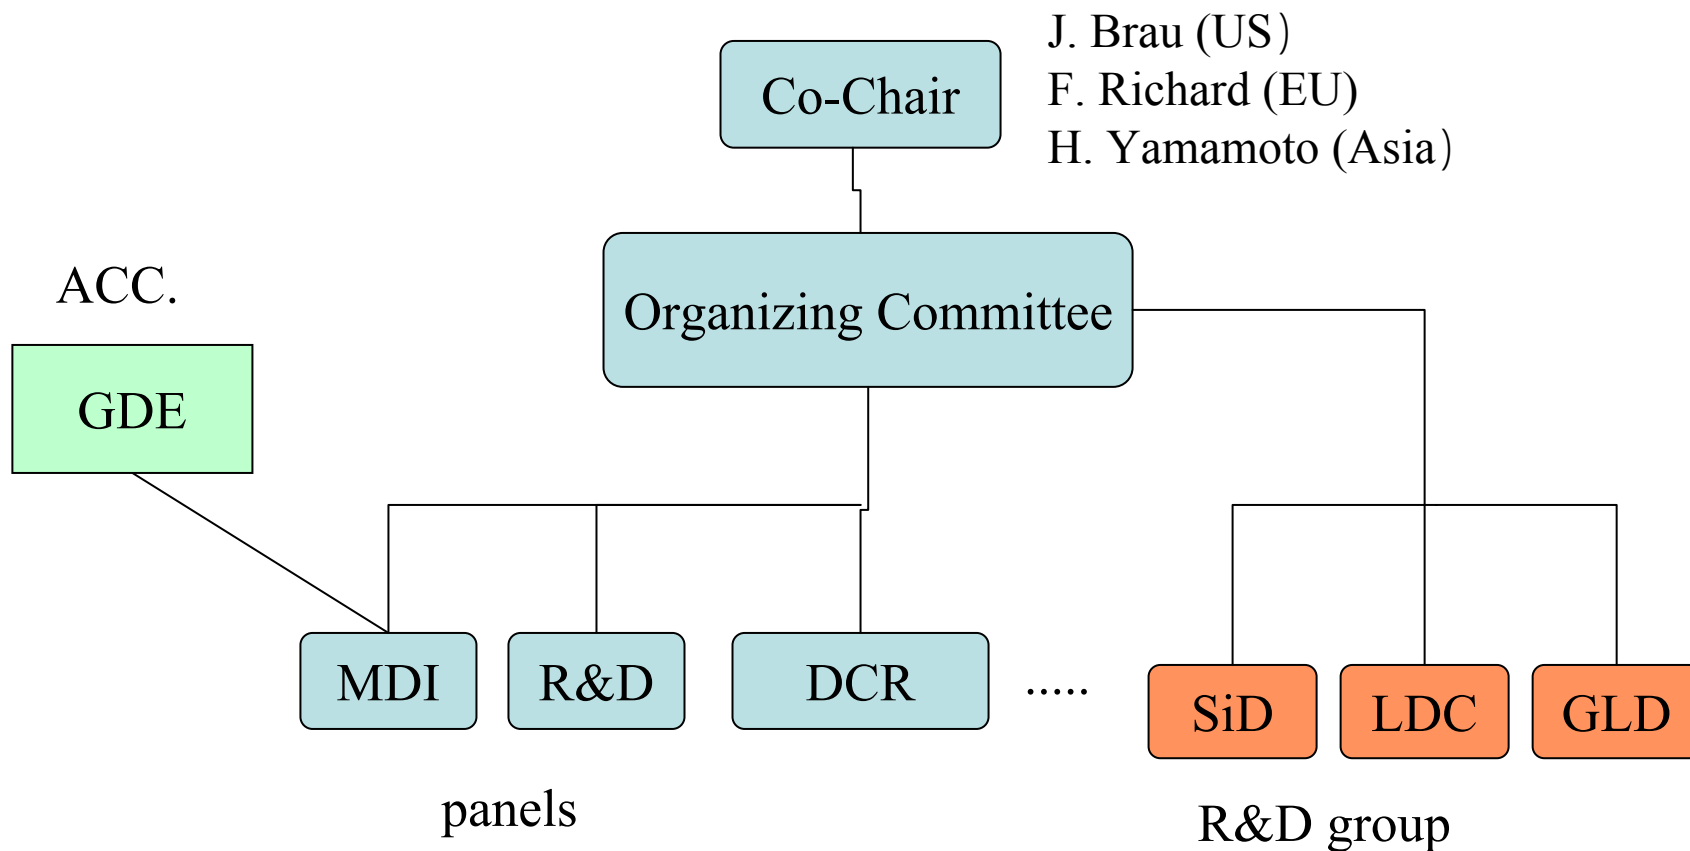 J. Brau (US）
Co-Chair
F. Richard (EU)
H. Yamamoto (Asia）
ACC.
Organizing Committee
GDE
MDI
R&D
DCR
.....
SiD
LDC
GLD
panels
R&D group